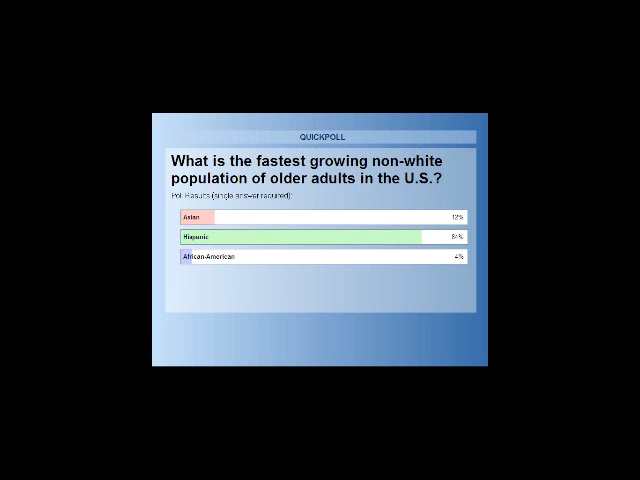 QUICKPOLL
What is the fastest growing non-white
population of older adults in the U.S.?
Poll Results (single answer required):
Asian 12%
Hispanic 84%
African-American 4%